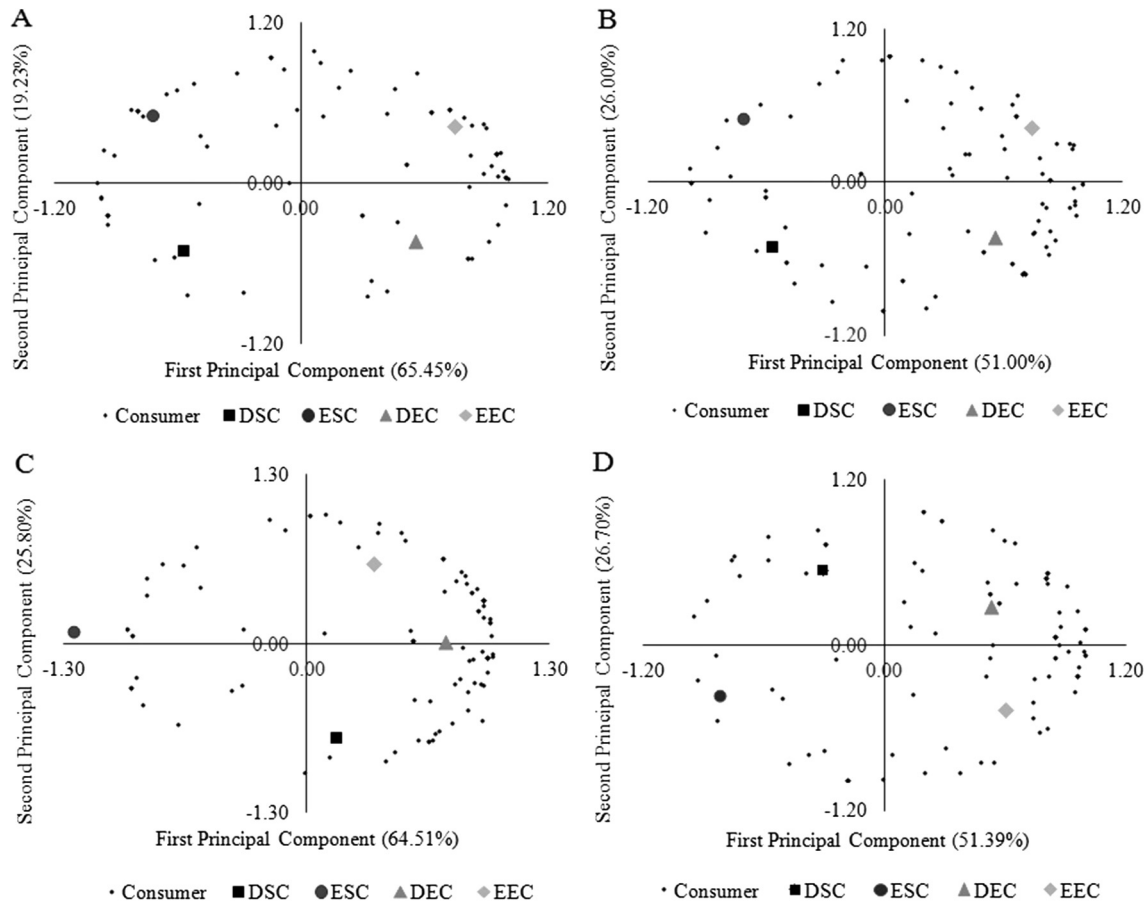 A
1.20
Second Principal Component (19.23%)
-1.20
0.00
1.20
-1.20
First Principal Component (65.45%)
Consumer DSC ESC DEC EEC
B
1.20
Second Principal Component (26.00%)
-1.20
0.00
1.20
-1.20
First Principal Component (51.00%)
Consumer DSC ESC DEC EEC
C
1.30
Second Principal Component (25.80%)
-1.30
0.00
1.30
-1.30
First Principal Component (64.51%)
Consumer DSC ESC DEC EEC
D
1.20
Second Principal Component (26.70%)
-1.20
0.00
0.00
1.20
-1.20
First Principal Component (51.39%)
Consumer DSC ESC DEC EEC